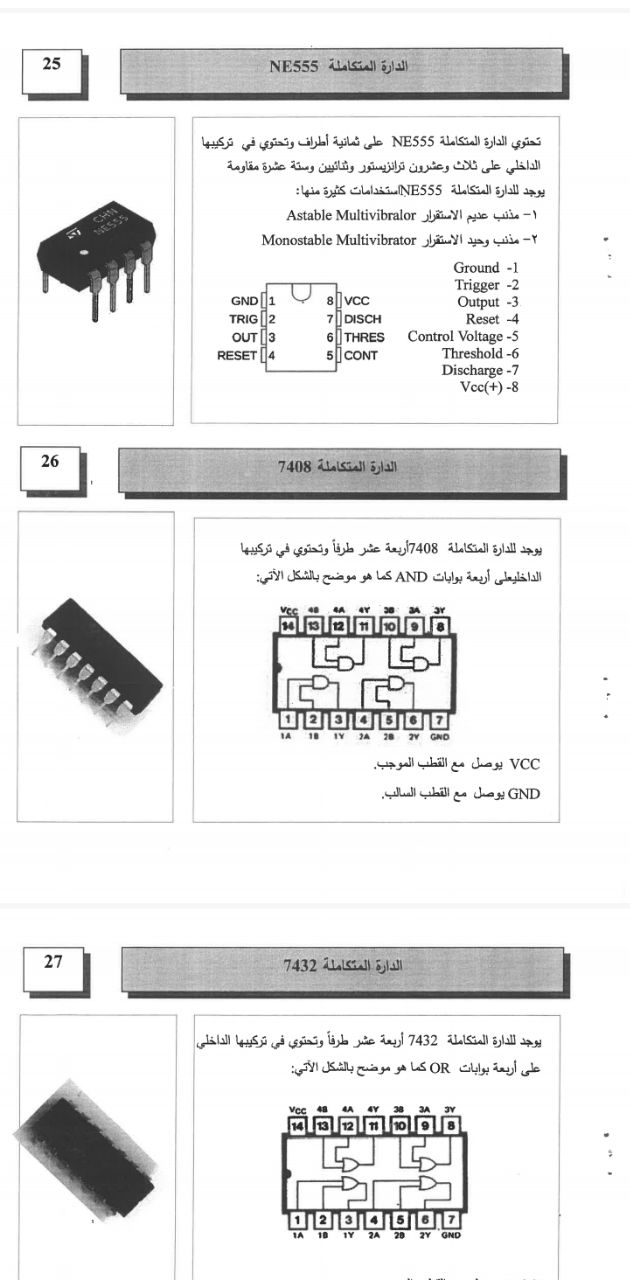 25
الدارة المتكاملة NE555
تحتوي الدارة المتكاملة NE555 على ثمانية أطراف وتحتوي في تركيبها
الداخلي على ثلاث وعشرون ترانزيستور وثنائيين وستة عشرة مقاومة
يوجد للدارة المتكاملة NE555استخدامات كثيرة منها:
١- مذنب عديم الاستقرار Astable Multivibralor
٢- مذنب وحيد الاستقرار Monostable Multivibrator
CHN
NE555
Ground -1
Trigger -2
Output -3
Reset -4
Control Voltage -5
Threshold -6
Discharge -7
Vcc(+) -8
GND 1 8 VCC
TRIG 2 7 DISCH
OUT 3 6 THRES
RESET 4 5 CONT
26
الدارة المتكاملة 7408
يوجد للدارة المتكاملة 7408أربعة عشر طرفاً وتحتوي في تركيبها
الداخليعلى أربعة بوابات AND كما هو موضح بالشكل الآتي:
Vcc 4B 4A 4Y 3B 3A 3Y
14 13 12 11 10 9 8
1 2 3 4 5 6 7
1A 1B 1Y 2A 2B 2Y GND
VCC يوصل مع القطب الموجب.
GND يوصل مع القطب السالب.
27
الدارة المتكاملة 7432
يوجد للدارة المتكاملة 7432 أربعة عشر طرفاً وتحتوي في تركيبها الداخلي
على أربعة بوابات OR كما هو موضح بالشكل الآتي:
Vcc 4B 4A 4Y 3B 3A 3Y
14 13 12 11 10 9 8
1 2 3 4 5 6 7
1A 1B 1Y 2A 2B 2Y GND